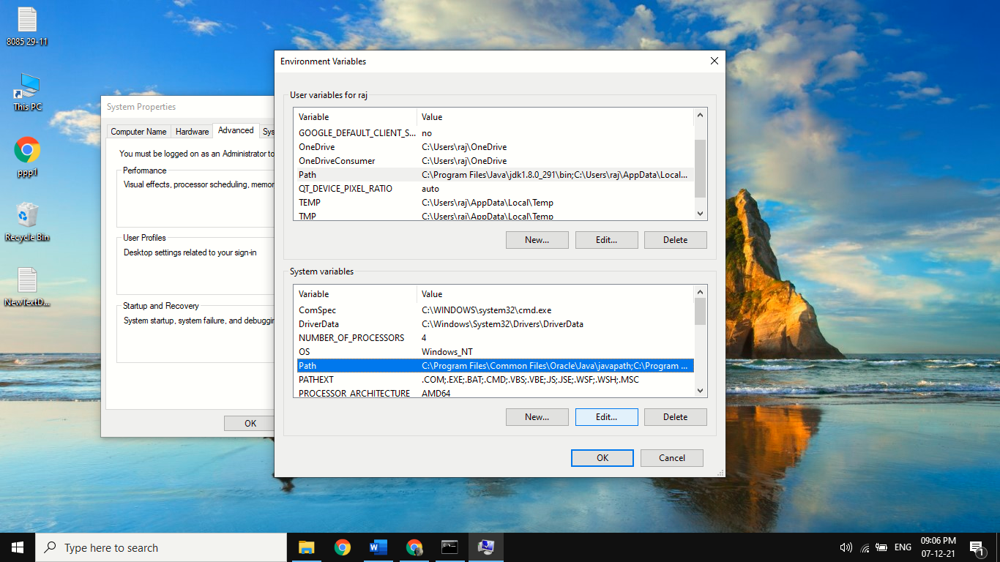 8085 29-11
This PC
ppp1
Recycle Bin
NewTextD...
System Properties
Computer Name
Hardware
Advanced
Sys
You must be logged on as an Administrator to
Performance
Visual effects, processor scheduling, memor
User Profiles
Desktop settings related to your sign-in
Startup and Recovery
System startup, system failure, and debuggin
OK
Environment Variables
User variables for raj
Variable Value
GOOGLE_DEFAULT_CLIENT_S... no
OneDrive C:\Users\raj\OneDrive
OneDriveConsumer C:\Users\raj\OneDrive
Path C:\Program Files\Java\jdk1.8.0_291\bin;C:\Users\raj\AppData\Local...
QT_DEVICE_PIXEL_RATIO auto
TEMP C:\Users\raj\AppData\Local\Temp
TMP C:\Users\raj\AppData\Local\Temp
New... Edit... Delete
System variables
Variable Value
ComSpec C:\WINDOWS\system32\cmd.exe
DriverData C:\Windows\System32\Drivers\DriverData
NUMBER_OF_PROCESSORS 4
OS Windows_NT
Path C:\Program Files\Common Files\Oracle\Java\javapath;C:\Program ...
PATHEXT .COM;.EXE;.BAT;.CMD;.VBS;.VBE;.JS;.JSE;.WSF;.WSH;.MSC
PROCESSOR_ARCHITECTURE AMD64
New... Edit... Delete
OK Cancel
Type here to search
ENG
09:06 PM
07-12-21
1